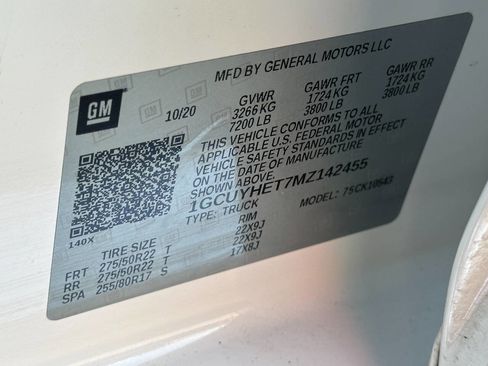 MFD BY GENERAL MOTORS LLC
GM
10/20 GVWR GAWR FRT GAWR RR
3266 KG 1724 KG 1724 KG
7200 LB 3800 LB 3800 LB
THIS VEHICLE CONFORMS TO ALL
APPLICABLE U.S. FEDERAL MOTOR
VEHICLE SAFETY STANDARDS IN EFFECT
ON THE DATE OF MANUFACTURE
SHOWN ABOVE.
1GCUYHET7MZ142455
TYPE: TRUCK MODEL: 75CK10543
140X
TIRE SIZE RIM
FRT 275/50R22 T 22X9J
RR 275/50R22 T 22X9J
SPA 255/80R17 S 17X8J